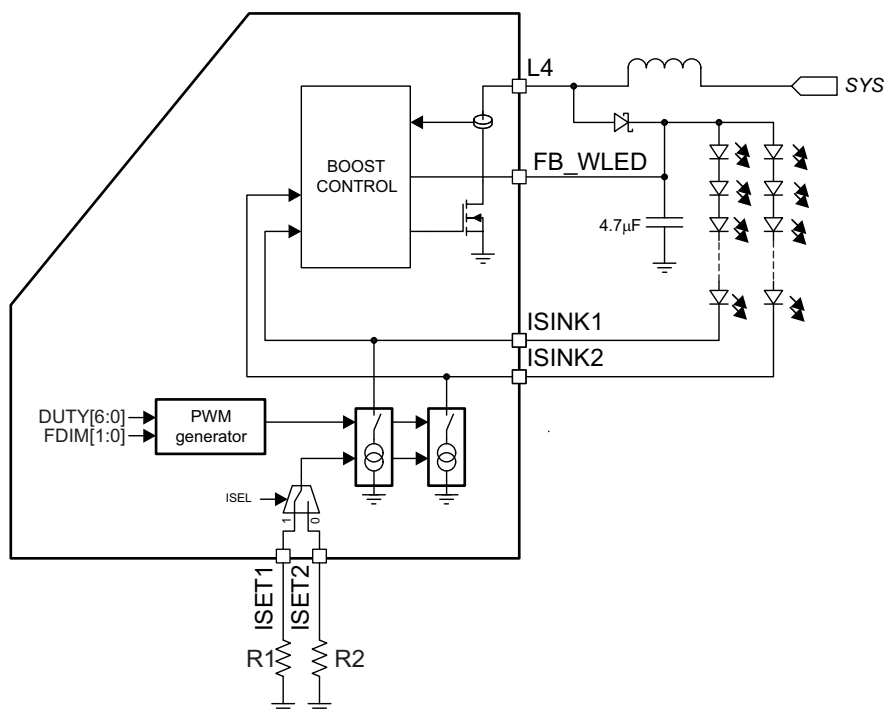 L4
SYS
BOOST
CONTROL
FB_WLED
4.7μF
ISINK1
ISINK2
DUTY[6:0]
FDIM[1:0]
PWM
generator
ISEL
1
0
ISET1
ISET2
R1
R2